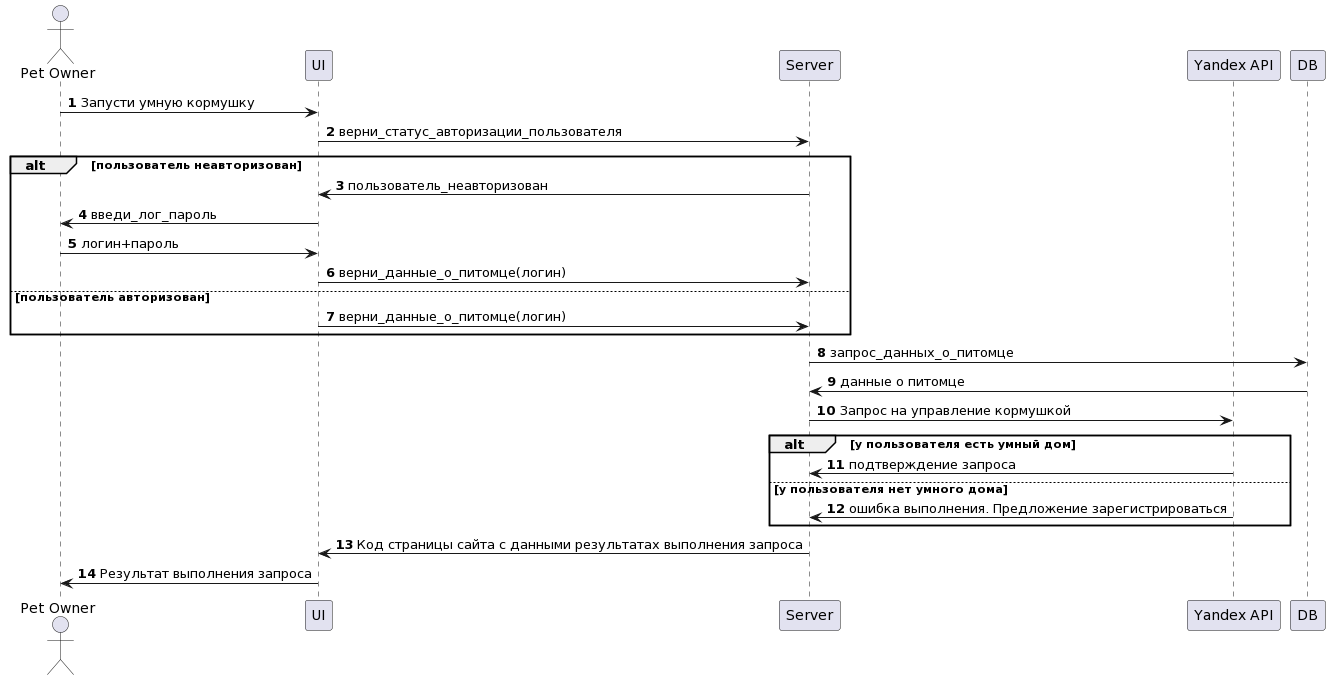 Pet Owner
UI
Server
Yandex API
DB
1 Запусти умную кормушку
2 верни_статус_авторизации_пользователя
alt [пользователь неавторизован]
3 пользователь_неавторизован
4 введи_лог_пароль
5 логин+пароль
6 верни_данные_о_питомце(логин)
[пользователь авторизован]
7 верни_данные_о_питомце(логин)
8 запрос_данных_о_питомце
9 данные о питомце
10 Запрос на управление кормушкой
alt [у пользователя есть умный дом]
11 подтверждение запроса
[у пользователя нет умного дома]
12 ошибка выполнения. Предложение зарегистрироваться
13 Код страницы сайта с данными результатах выполнения запроса
14 Результат выполнения запроса
Pet Owner
UI
Server
Yandex API
DB